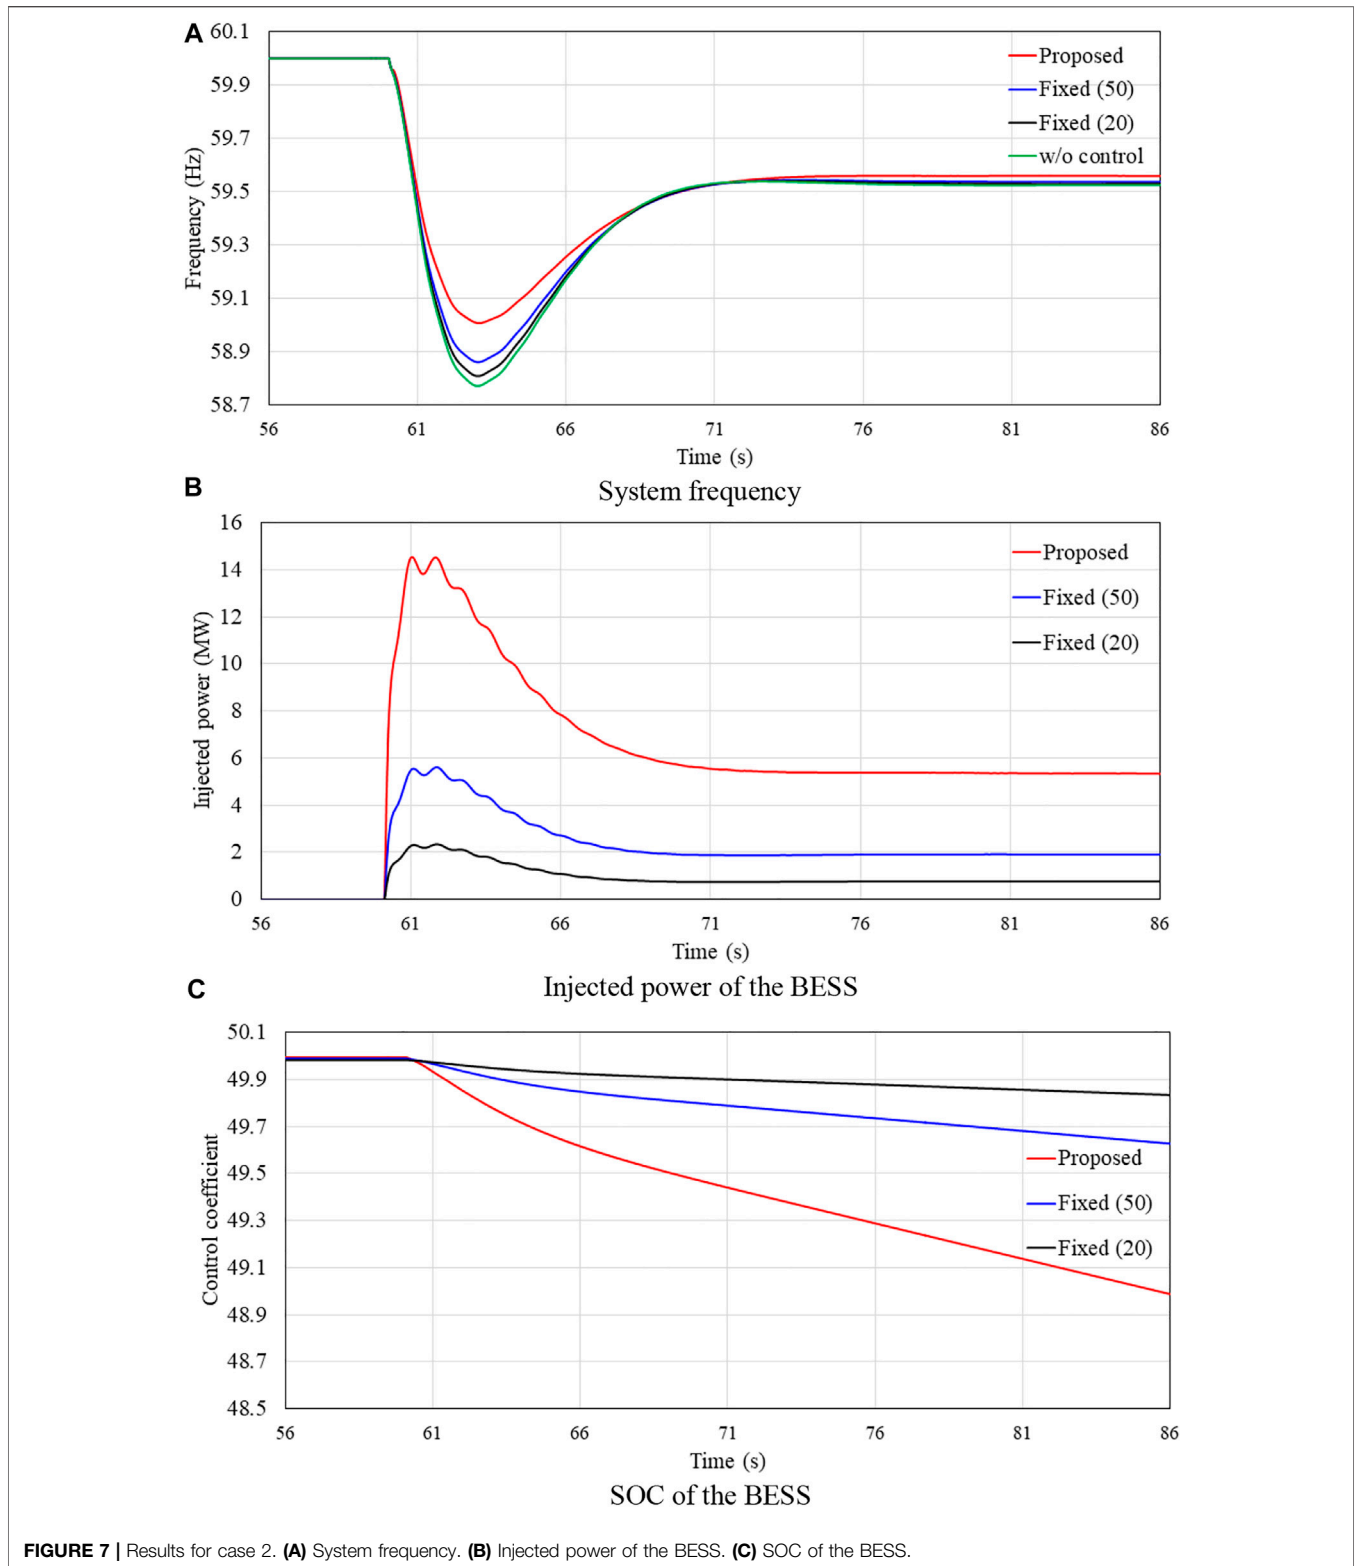 A
60.1
59.9
59.7
59.5
59.3
59.1
58.9
58.7
Frequency (Hz)
Proposed
Fixed (50)
Fixed (20)
w/o control
56 61 66 71 76 81 86
Time (s)
System frequency
B
16
14
12
10
8
6
4
2
0
Injected power (MW)
Proposed
Fixed (50)
Fixed (20)
56 61 66 71 76 81 86
Time (s)
Injected power of the BESS
C
50.1
49.9
49.7
49.5
49.3
49.1
48.9
48.7
48.5
Control coefficient
Proposed
Fixed (50)
Fixed (20)
56 61 66 71 76 81 86
Time (s)
SOC of the BESS
FIGURE 7 | Results for case 2. (A) System frequency. (B) Injected power of the BESS. (C) SOC of the BESS.